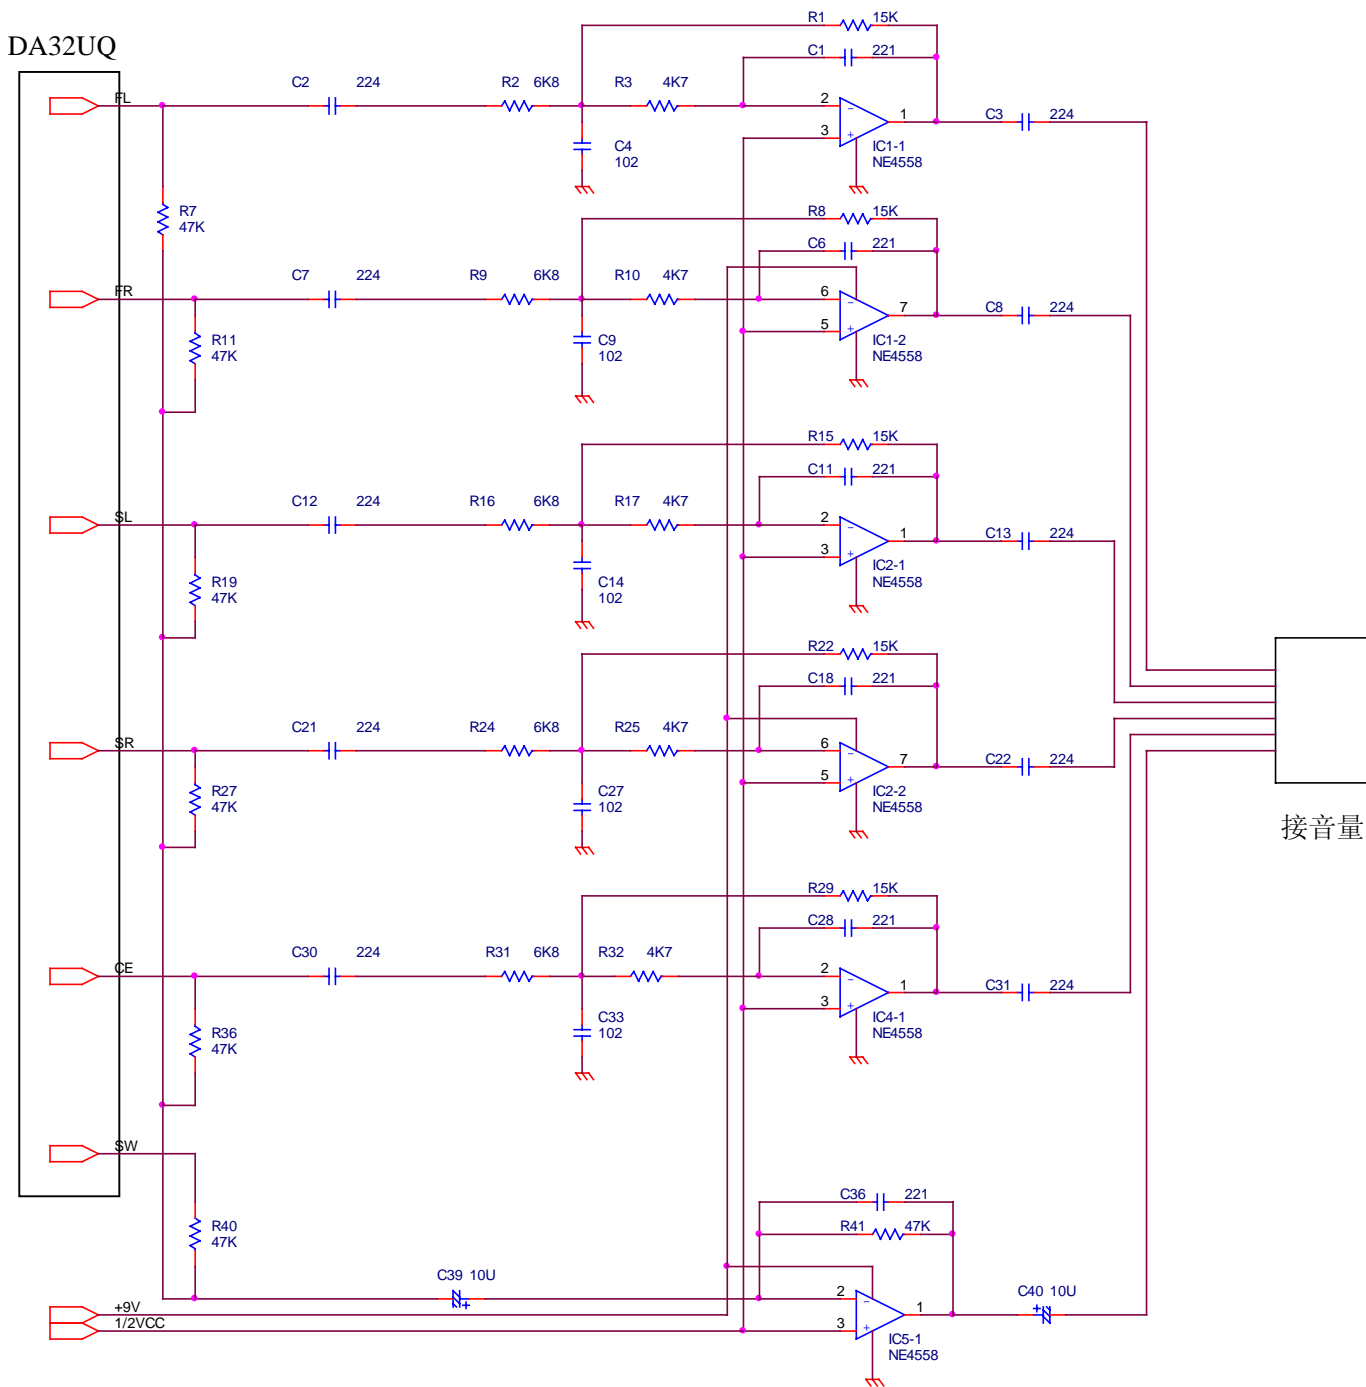 DA32UQ
R1 15K
C1 221
C2 224
R2 6K8
R3 4K7
FL
2
3
1
C3 224
C4
102
IC1-1
NE4558
R7
47K
R8 15K
C6 221
C7 224
R9 6K8
R10 4K7
FR
6
5
7
C8 224
R11
47K
C9
102
IC1-2
NE4558
R15 15K
C11 221
C12 224
R16 6K8
R17 4K7
SL
2
3
1
C13 224
R19
47K
C14
102
IC2-1
NE4558
R22 15K
C18 221
C21 224
R24 6K8
R25 4K7
SR
6
5
7
C22 224
R27
47K
C27
102
IC2-2
NE4558
接音量
R29 15K
C28 221
C30 224
R31 6K8
R32 4K7
CE
2
3
1
C31 224
R36
47K
C33
102
IC4-1
NE4558
SW
C36 221
R40
47K
R41 47K
C39 10U
2
3
1
C40 10U
+9V
1/2VCC
IC5-1
NE4558